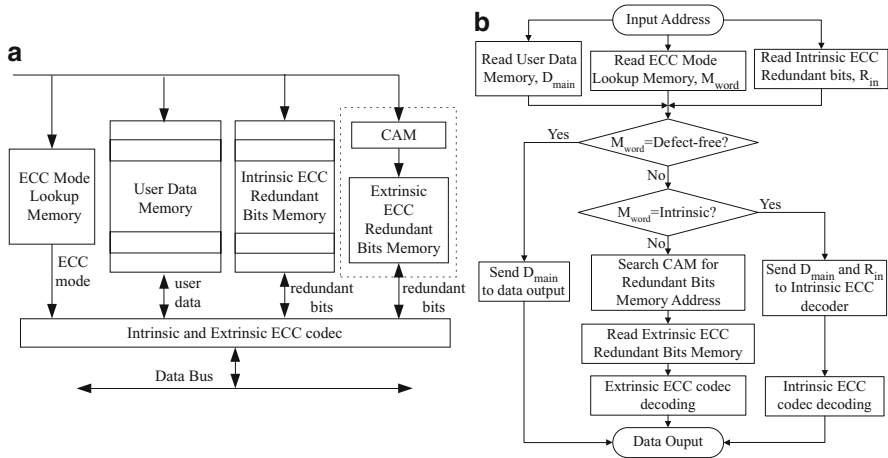 a
CAM
ECC Mode
Lookup
Memory
User Data
Memory
Intrinsic ECC
Redundant
Bits Memory
Extrinsic
ECC
Redundant
Bits Memory
ECC
mode
user
data
redundant
bits
redundant
bits
Intrinsic and Extrinsic ECC codec
Data Bus
b
Input Address
Read User Data
Memory, D_main
Read ECC Mode
Lookup Memory, M_word
Read Intrinsic ECC
Redundant bits, R_in
Yes
M_word=Defect-free?
No
M_word=Intrinsic?
Yes
No
Send D_main
to data output
Search CAM for
Redundant Bits
Memory Address
Send D_main and R_in
to Intrinsic ECC
decoder
Read Extrinsic ECC
Redundant Bits Memory
Extrinsic ECC codec
decoding
Intrinsic ECC
codec decoding
Data Ouput